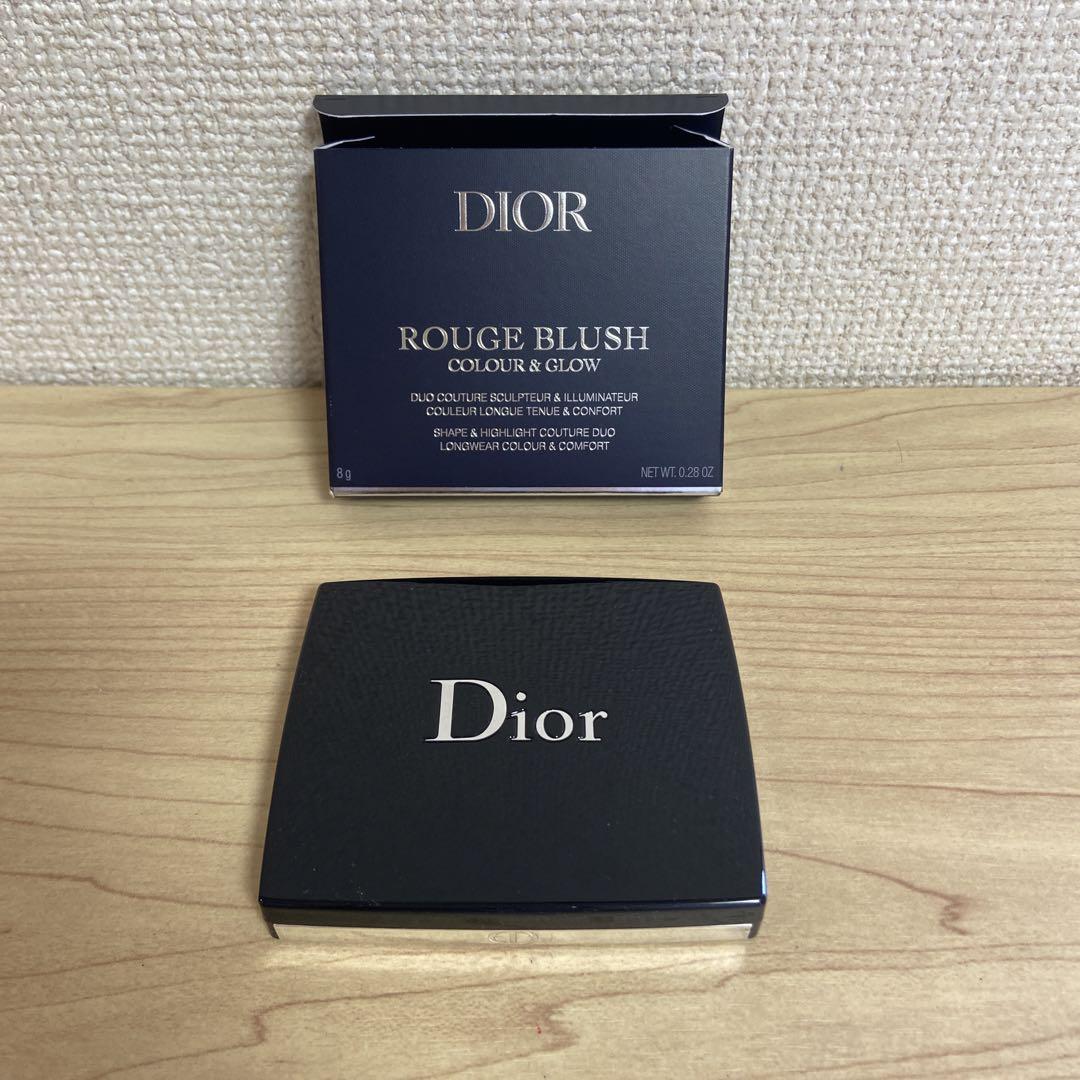 DIOR
ROUGE BLUSH
COLOUR & GLOW
DUO COUTURE SCULPTEUR & ILLUMINATEUR
COULEUR LONGUE TENUE & CONFORT
SHAPE & HIGHLIGHT COUTURE DUO
LONGWEAR COLOUR & COMFORT
8 g
NET WT. 0.28 OZ
Dior
CD